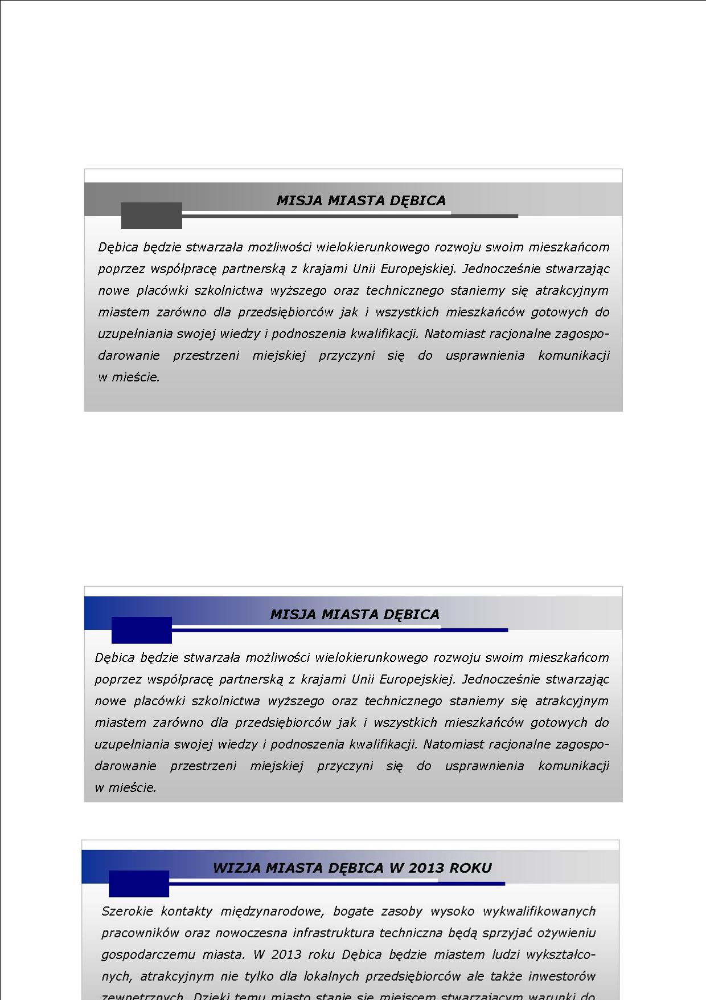 MISJA MIASTA DĘBICA
Dębica będzie stwarzała możliwości wielokierunkowego rozwoju swoim mieszkańcom
poprzez współpracę partnerską z krajami Unii Europejskiej. Jednocześnie stwarzając
nowe placówki szkolnictwa wyższego oraz technicznego staniemy się atrakcyjnym
miastem zarówno dla przedsiębiorców jak i wszystkich mieszkańców gotowych do
uzupełniania swojej wiedzy i podnoszenia kwalifikacji. Natomiast racjonalne zagospo-
darowanie przestrzeni miejskiej przyczyni się do usprawnienia komunikacji
w mieście.
MISJA MIASTA DĘBICA
Dębica będzie stwarzała możliwości wielokierunkowego rozwoju swoim mieszkańcom
poprzez współpracę partnerską z krajami Unii Europejskiej. Jednocześnie stwarzając
nowe placówki szkolnictwa wyższego oraz technicznego staniemy się atrakcyjnym
miastem zarówno dla przedsiębiorców jak i wszystkich mieszkańców gotowych do
uzupełniania swojej wiedzy i podnoszenia kwalifikacji. Natomiast racjonalne zagospo-
darowanie przestrzeni miejskiej przyczyni się do usprawnienia komunikacji
w mieście.
WIZJA MIASTA DĘBICA W 2013 ROKU
Szerokie kontakty międzynarodowe, bogate zasoby wysoko wykwalifikowanych
pracowników oraz nowoczesna infrastruktura techniczna będą sprzyjać ożywieniu
gospodarczemu miasta. W 2013 roku Dębica będzie miastem ludzi wykształco-
nych, atrakcyjnym nie tylko dla lokalnych przedsiębiorców ale także inwestorów
zewnętrznych. Dzięki temu miasto stanie się miejscem stwarzającym warunki do